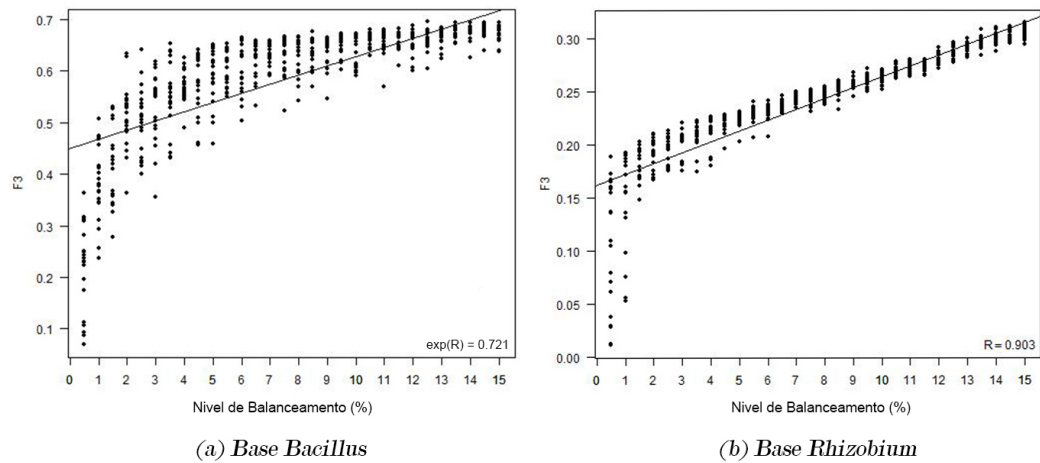 0.7
0.6
0.5
0.4
0.3
0.2
0.1
F3
exp(R) = 0.721
0 1 2 3 4 5 6 7 8 9 10 11 12 13 14 15
Nivel de Balanceamento (%)
(a) Base Bacillus
0.30
0.25
0.20
0.15
0.10
0.05
0.00
F3
R = 0.903
0 1 2 3 4 5 6 7 8 9 10 11 12 13 14 15
Nivel de Balanceamento (%)
(b) Base Rhizobium